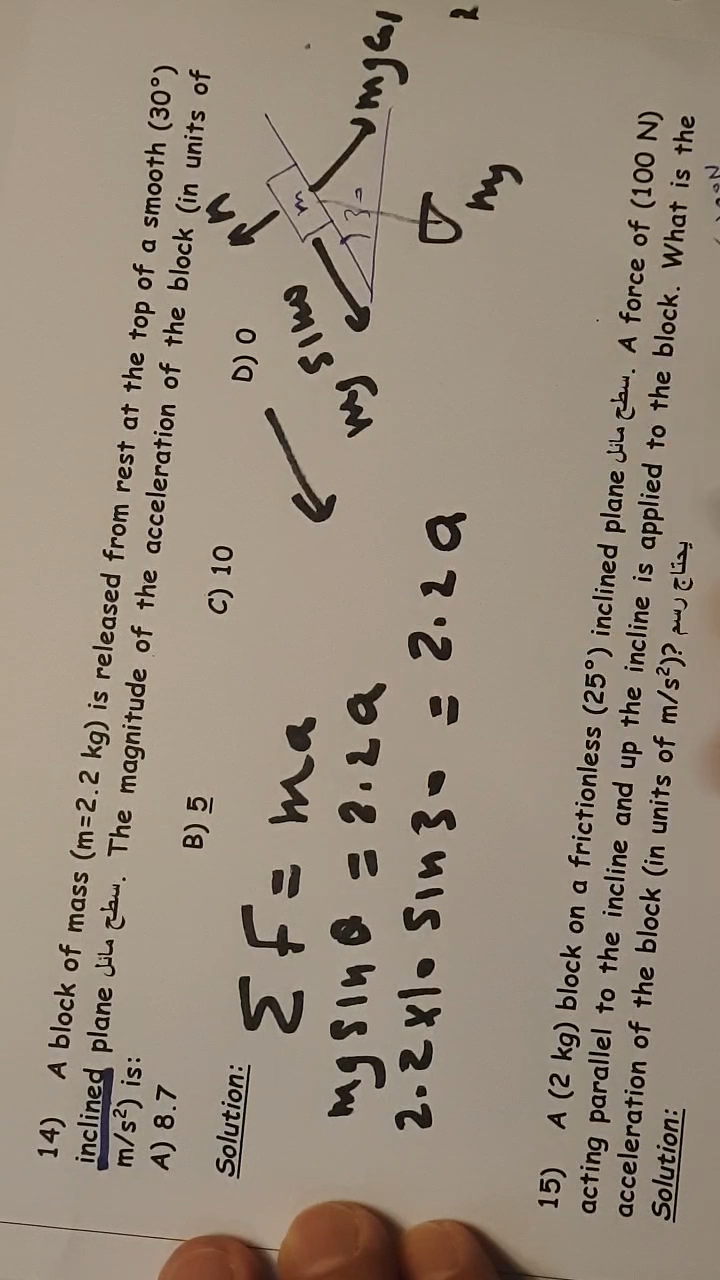 14) A block of mass (m=2.2 kg) is released from rest at the top of a smooth (30°)
inclined plane سطح مائل. The magnitude of the acceleration of the block (in units of
m/s²) is:
A) 8.7 B) 5 C) 10 D) 0
Solution:
Σ F = ma
mg sin θ = 2.2a
2.2×10 sin 30 = 2.2a
n
m
30
mg sin θ
mg cos
mg
15) A (2 kg) block on a frictionless (25°) inclined plane سطح مائل. A force of (100 N)
acting parallel to the incline and up the incline is applied to the block. What is the
acceleration of the block (in units of m/s²)? يحتاج رسم
Solution: